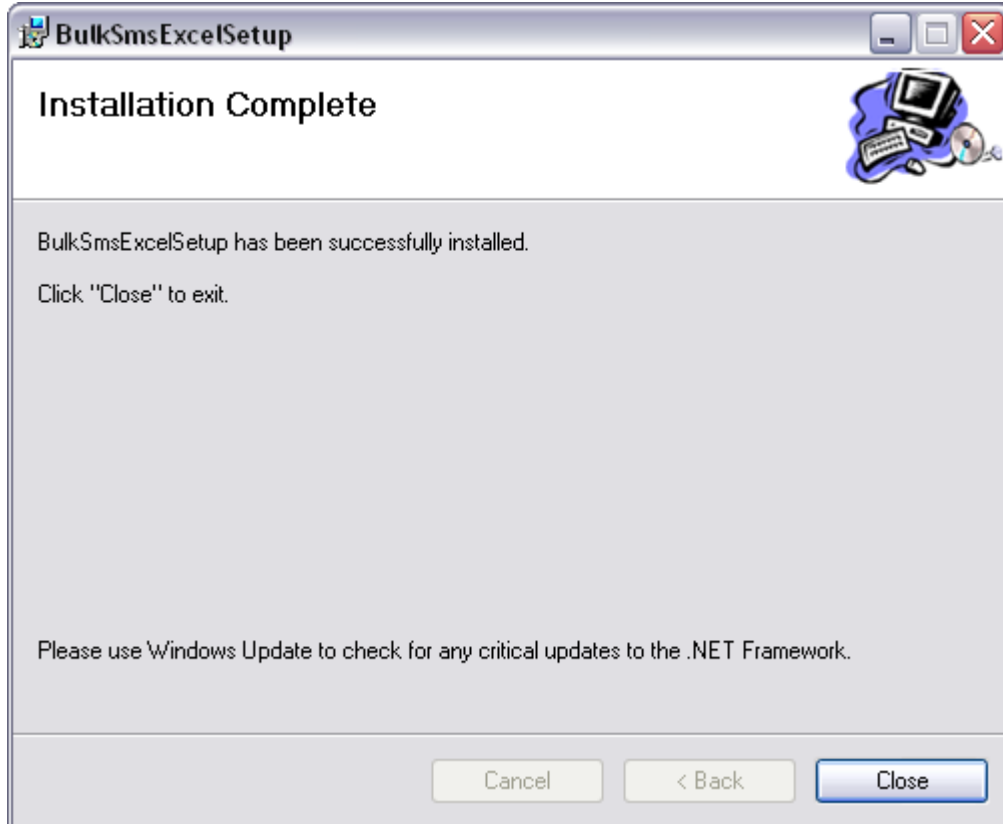 BulkSmsExcelSetup
Installation Complete
BulkSmsExcelSetup has been successfully installed.
Click "Close" to exit.
Please use Windows Update to check for any critical updates to the .NET Framework.
Cancel
< Back
Close